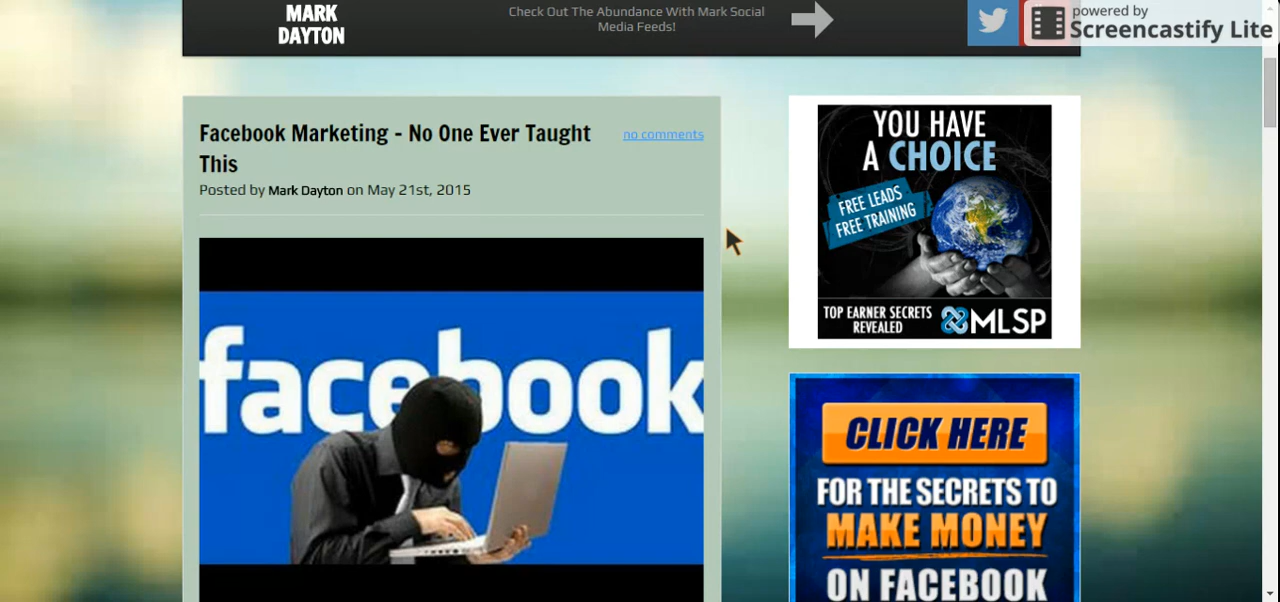 MARK
DAYTON
Check Out The Abundance With Mark Social
Media Feeds!
powered by
Screencastify Lite
Facebook Marketing - No One Ever Taught
This
no comments
Posted by Mark Dayton on May 21st, 2015
facebook
YOU HAVE
A CHOICE
FREE LEADS
FREE TRAINING
TOP EARNER SECRETS
REVEALED
MLSP
CLICK HERE
FOR THE SECRETS TO
MAKE MONEY
ON FACEBOOK